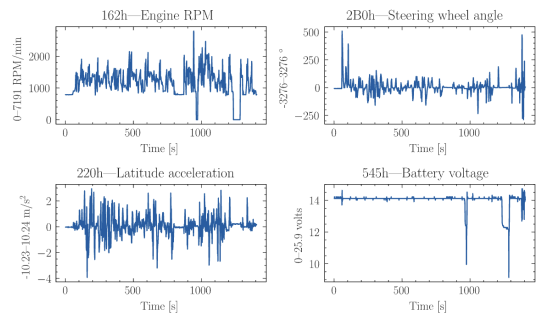 162h—Engine RPM
2B0h—Steering wheel angle
0–7191 RPM/min
2000
1000
0
0
500
1000
Time [s]
-3276–3276 °
500
250
0
−250
0
500
1000
Time [s]
220h—Latitude acceleration
545h—Battery voltage
-10.23–10.24 m/s²
2
0
−2
−4
0
500
1000
Time [s]
0–25.9 volts
14
12
10
0
500
1000
Time [s]